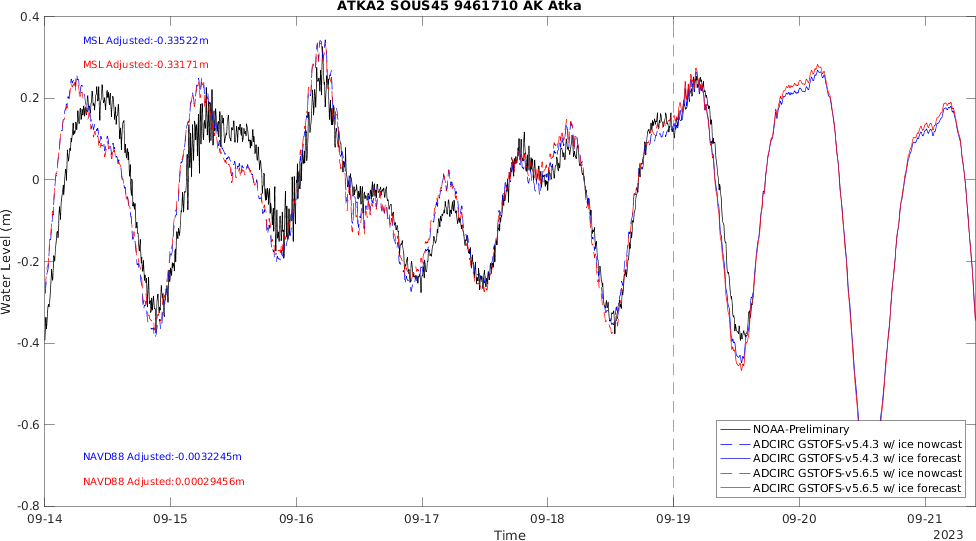 ATKA2 SOUS45 9461710 AK Atka
0.4
MSL Adjusted:-0.33522m
MSL Adjusted:-0.33171m
0.2
0
-0.2
Water Level (m)
-0.4
-0.6
NOAA-Preliminary
ADCIRC GSTOFS-v5.4.3 w/ ice nowcast
ADCIRC GSTOFS-v5.4.3 w/ ice forecast
ADCIRC GSTOFS-v5.6.5 w/ ice nowcast
ADCIRC GSTOFS-v5.6.5 w/ ice forecast
NAVD88 Adjusted:-0.0032245m
NAVD88 Adjusted:0.00029456m
-0.8
09-14 09-15 09-16 09-17 09-18 09-19 09-20 09-21
Time
2023